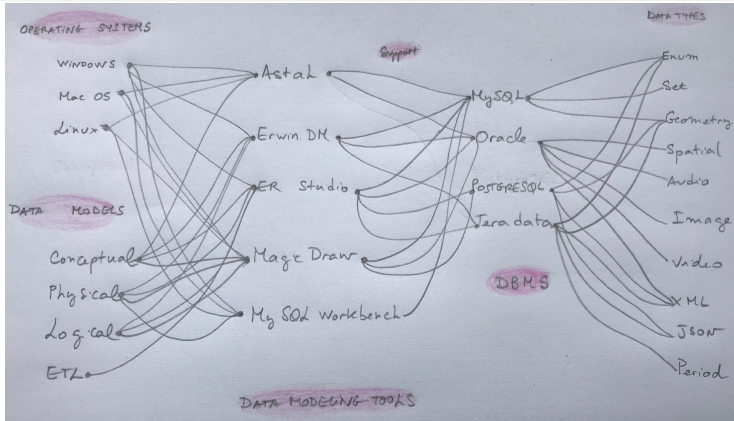 OPERATING SYSTEMS
WINDOWS
Mac OS
Linux
DATA MODELS
Conceptual
Physical
Logical
ETL
Support
Astah
Erwin DM
ER Studio
Magic Draw
My SQL Workbench
DATA MODELING TOOLS
MySQL
Oracle
POSTGRESQL
Teradata
DBMS
DATA TYPES
Enum
Set
Geometry
Spatial
Audio
Image
Video
XML
JSON
Period